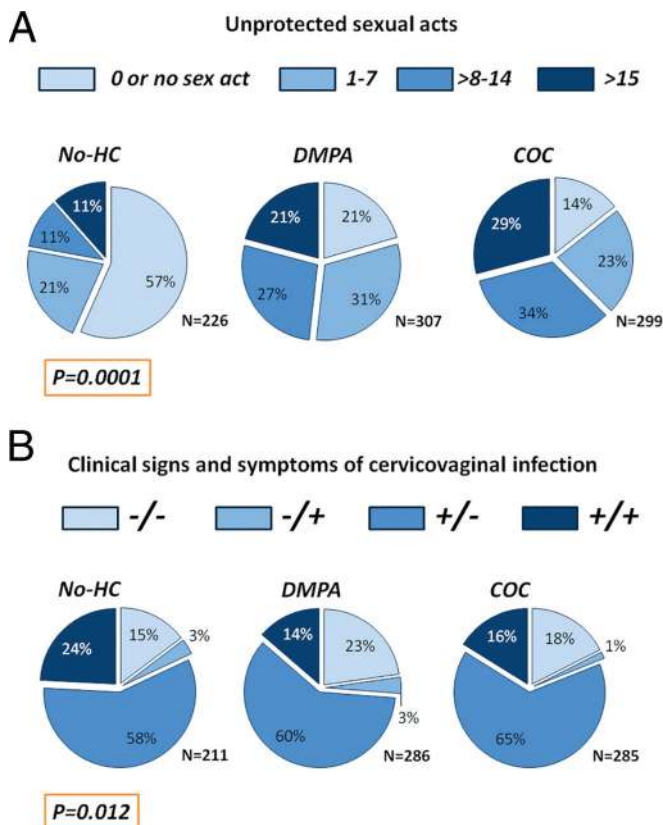 A
Unprotected sexual acts
0 or no sex act 1-7 >8-14 >15
No-HC DMPA COC
11% 11% 21% 57% N=226
21% 21% 27% 31% N=307
29% 14% 23% 34% N=299
P=0.0001
B
Clinical signs and symptoms of cervicovaginal infection
-/- -/+ +/- +/+
No-HC DMPA COC
24% 15% 3% 58% N=211
14% 23% 3% 60% N=286
16% 18% 1% 65% N=285
P=0.012